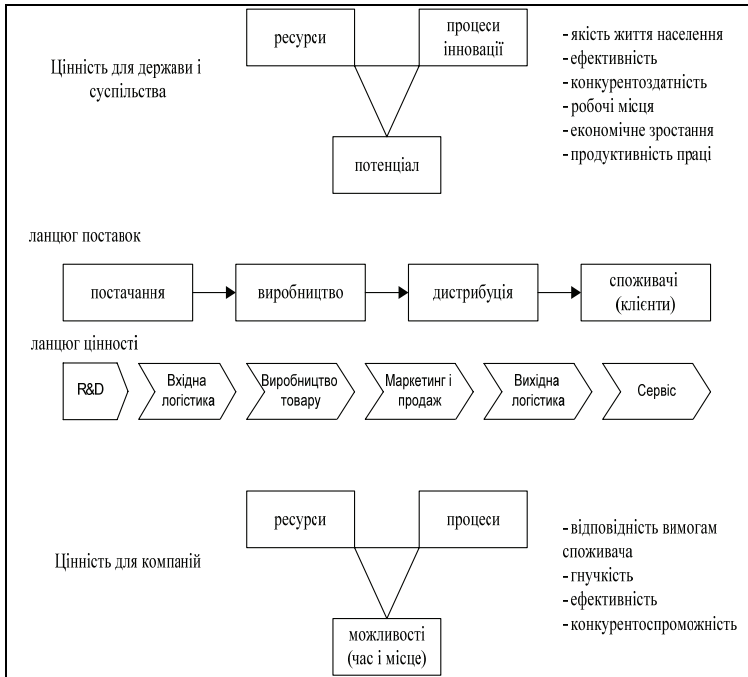 ресурси
процеси
інновації
Цінність для держави і
суспільства
потенціал
- якість життя населення
- ефективність
- конкурентоздатність
- робочі місця
- економічне зростання
- продуктивність праці
ланцюг поставок
постачання
виробництво
дистрибуція
споживачі
(клієнти)
ланцюг цінності
R&D
Вхідна
логістика
Виробництво
товару
Маркетинг і
продаж
Вихідна
логістика
Сервіс
ресурси
процеси
Цінність для компаній
можливості
(час і місце)
- відповідність вимогам
споживача
- гнучкість
- ефективність
- конкурентоспроможність